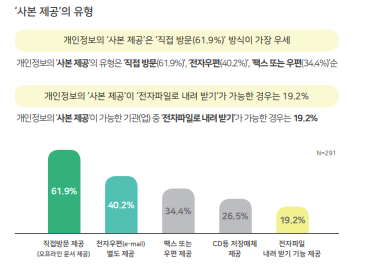 '사본 제공'의 유형
개인정보의 '사본 제공'은 '직접 방문(61.9%)' 방식이 가장 우세
개인정보의 '사본 제공'의 유형은 '직접 방문(61.9%)', '전자우편(40.2%)', '팩스 또는 우편(34.4%)'순
개인정보의 '사본 제공'이 '전자파일로 내려 받기'가 가능한 경우는 19.2%
개인정보의 '사본 제공'이 가능한 기관(업) 중 '전자파일로 내려 받기'가 가능한 경우는 19.2%
N=291
61.9%
40.2%
34.4%
26.5%
19.2%
직접방문 제공
(오프라인 문서 제공)
전자우편(e-mail)
별도 제공
팩스 또는
우편 제공
CD등 저장매체
제공
전자파일
내려 받기 가능 제공